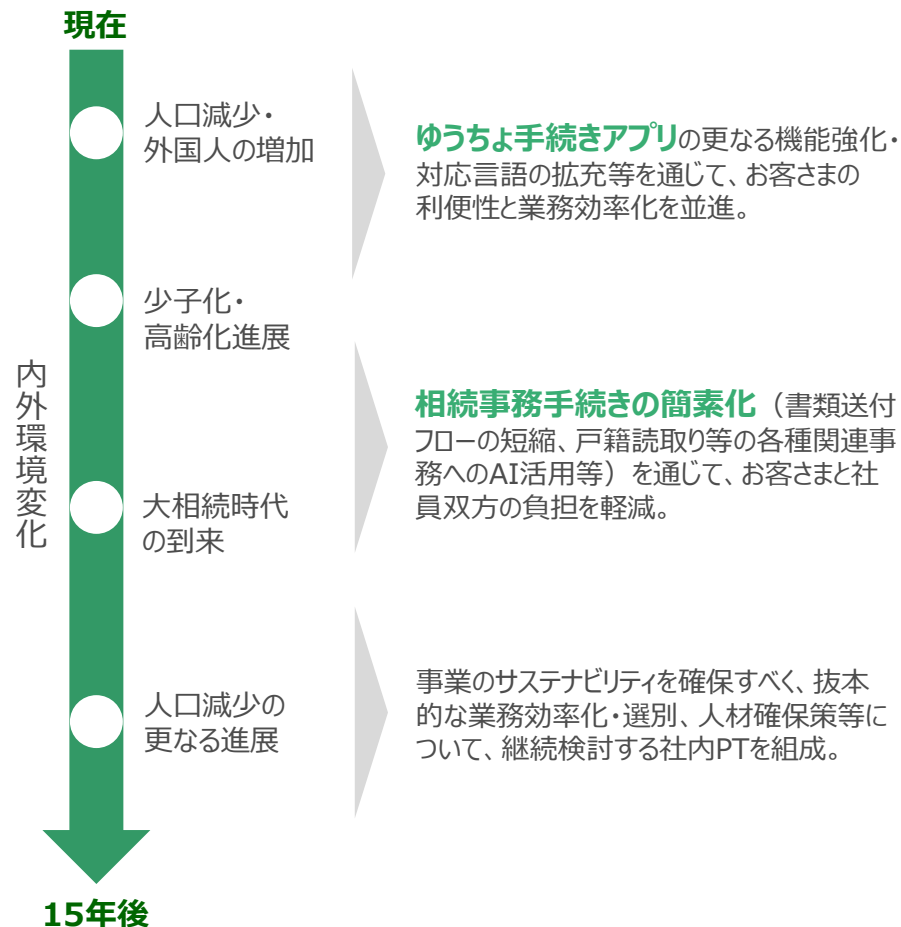 現在
内外環境変化
人口減少・
外国人の増加
ゆうちょ手続きアプリの更なる機能強化・
対応言語の拡充等を通じて、お客さまの
利便性と業務効率化を並進。
少子化・
高齢化進展
相続事務手続きの簡素化（書類送付
フローの短縮、戸籍読取り等の各種関連事
務へのAI活用等）を通じて、お客さまと社
員双方の負担を軽減。
大相続時代
の到来
人口減少の
更なる進展
事業のサステナビリティを確保すべく、抜本
的な業務効率化・選別、人材確保策等に
ついて、継続検討する社内PTを組成。
15年後